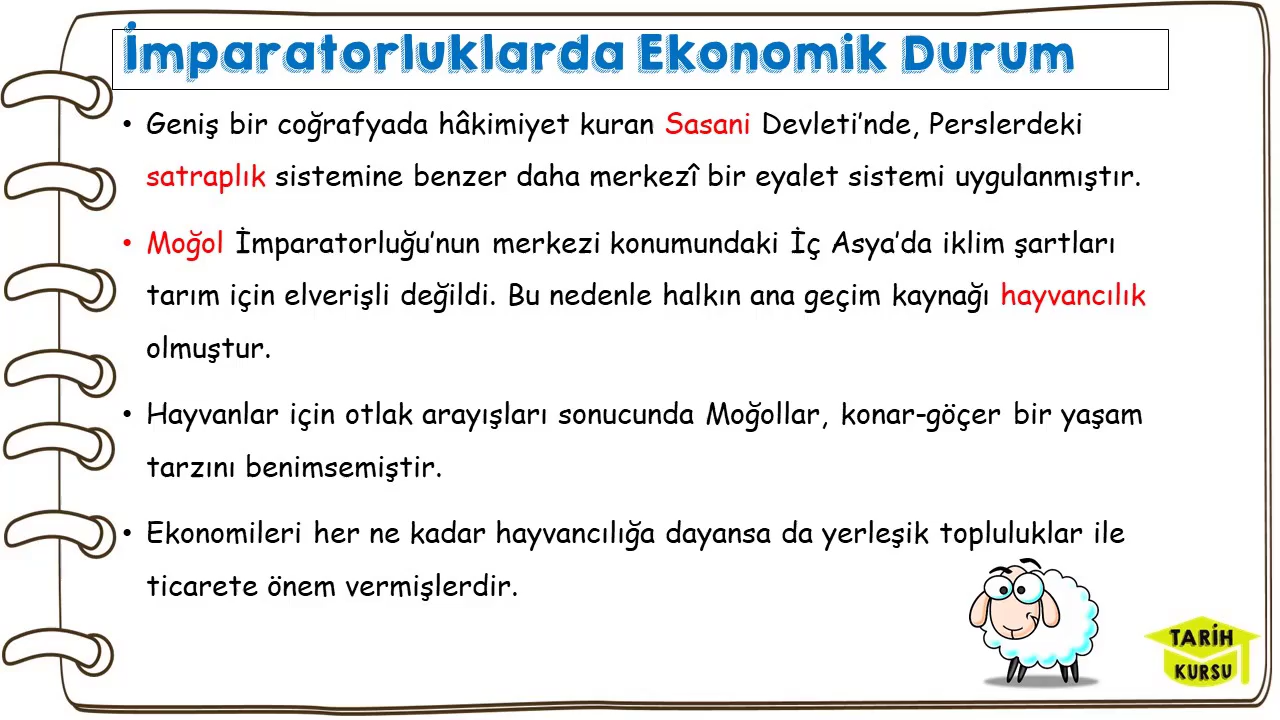 İmparatorluklarda Ekonomik Durum
• Geniş bir coğrafyada hâkimiyet kuran Sasani Devleti’nde, Perslerdeki
satraplık sistemine benzer daha merkezî bir eyalet sistemi uygulanmıştır.
• Moğol İmparatorluğu’nun merkezi konumundaki İç Asya’da iklim şartları
tarım için elverişli değildi. Bu nedenle halkın ana geçim kaynağı hayvancılık
olmuştur.
• Hayvanlar için otlak arayışları sonucunda Moğollar, konar-göçer bir yaşam
tarzını benimsemiştir.
• Ekonomileri her ne kadar hayvancılığa dayansa da yerleşik topluluklar ile
ticarete önem vermişlerdir.
TARİH
KURSU